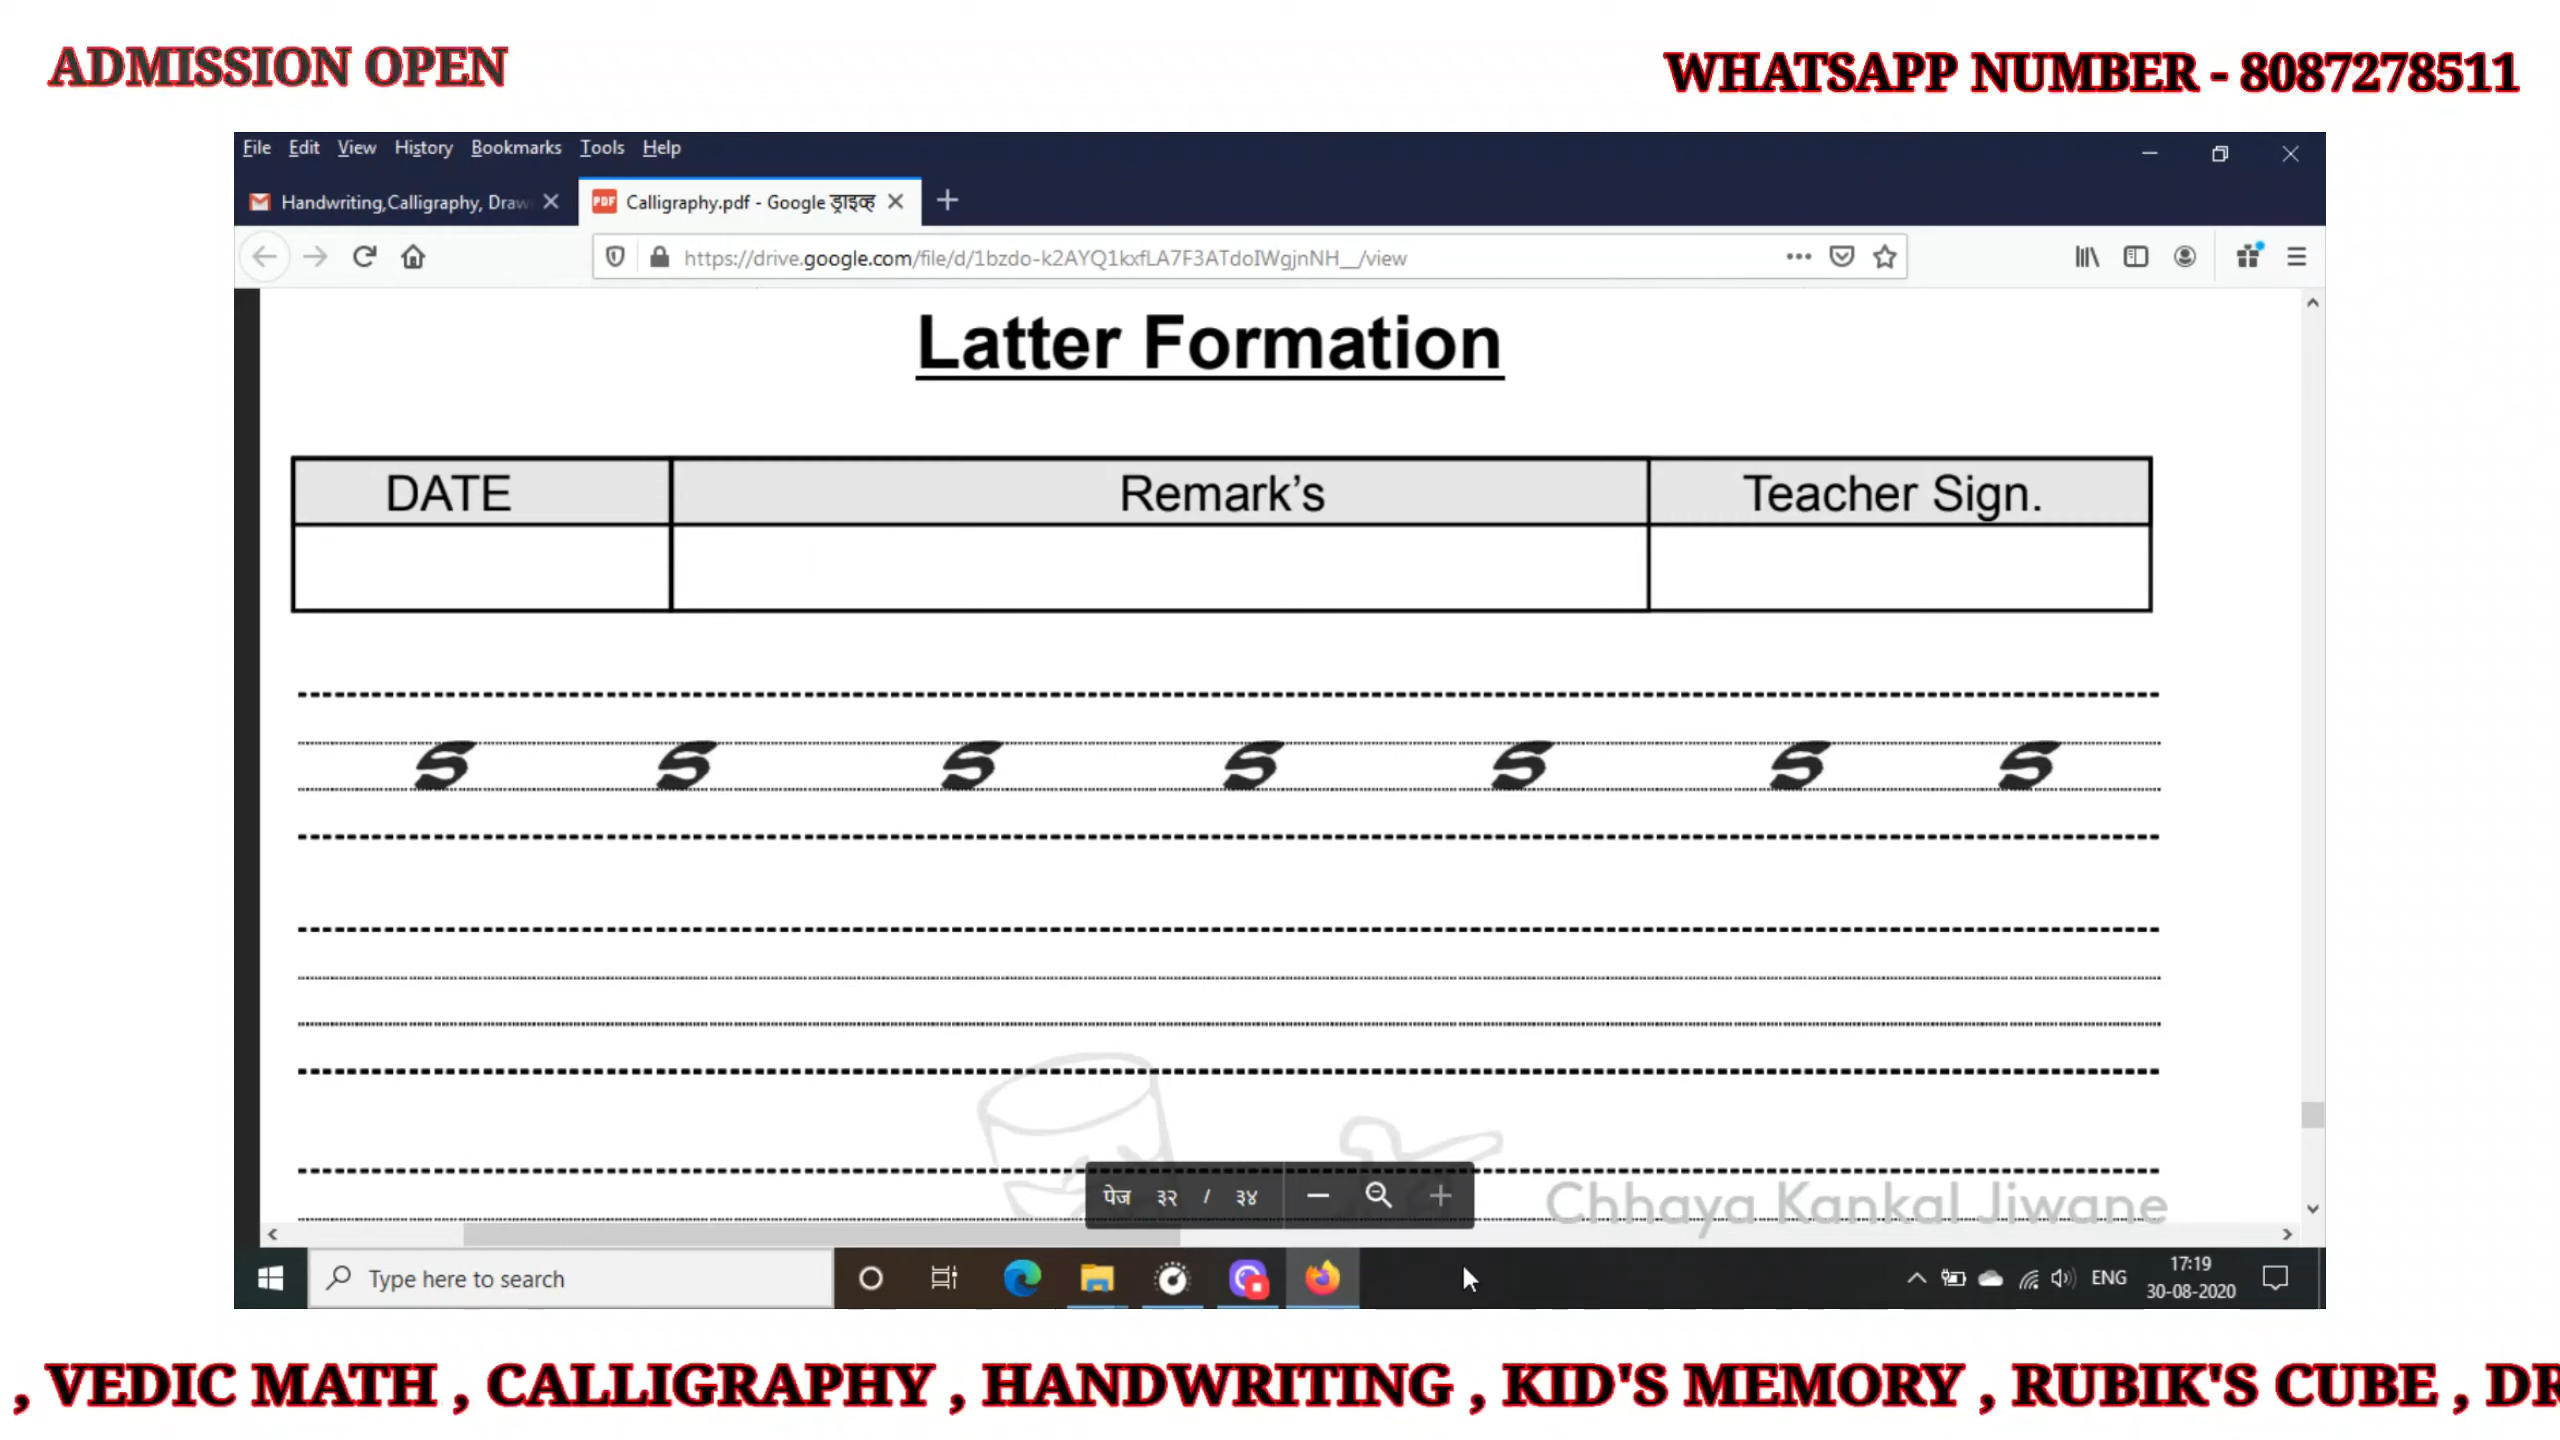 ADMISSION OPEN
WHATSAPP NUMBER - 8087278511
File Edit View History Bookmarks Tools Help
Handwriting,Calligraphy, Draw
PDF Calligraphy.pdf - Google ड्राइव्ह
https://drive.google.com/file/d/1bzdo-k2AYQ1kxfLA7F3ATdoIWgjnNH__/view
Latter Formation
DATE Remark's Teacher Sign.
s s s s s s s
पेज ३२ / ३४
Chhaya Kankal Jiwane
Type here to search
ENG
17:19
30-08-2020
, VEDIC MATH , CALLIGRAPHY , HANDWRITING , KID'S MEMORY , RUBIK'S CUBE , DR